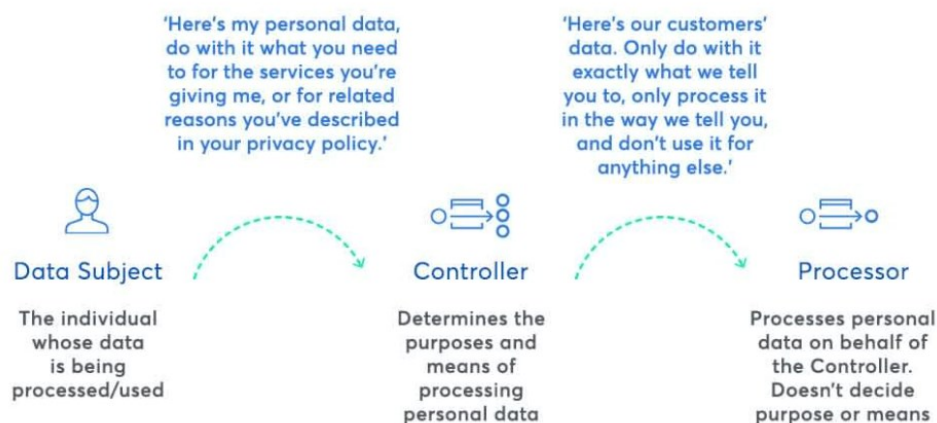 'Here's my personal data,
do with it what you need
to for the services you're
giving me, or for related
reasons you've described
in your privacy policy.'
'Here's our customers'
data. Only do with it
exactly what we tell
you to, only process it
in the way we tell you,
and don't use it for
anything else.'
Data Subject
The individual
whose data
is being
processed/used
Controller
Determines the
purposes and
means of
processing
personal data
Processor
Processes personal
data on behalf of
the Controller.
Doesn't decide
purpose or means